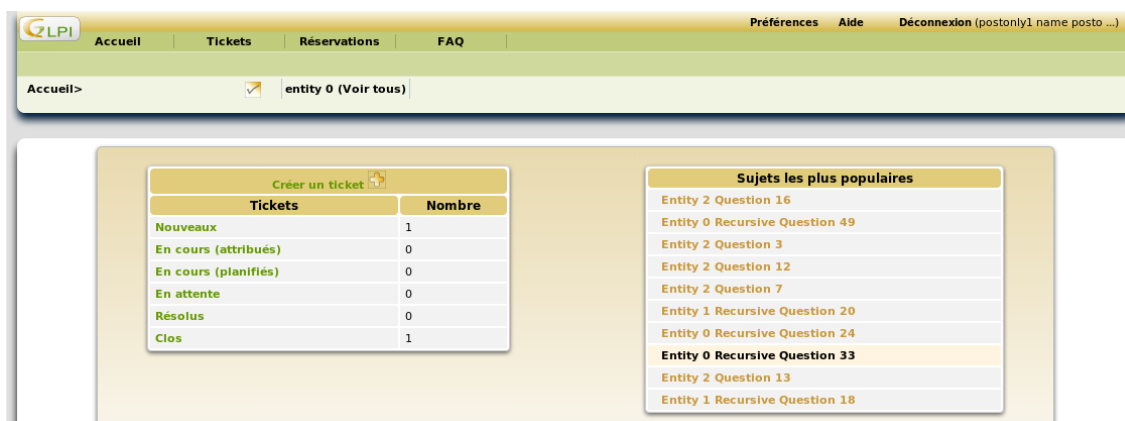 GLPI
Préférences Aide Déconnexion (postonly1 name posto ...)
Accueil Tickets Réservations FAQ
Accueil> entity 0 (Voir tous)
Créer un ticket
Tickets Nombre
Nouveaux 1
En cours (attribués) 0
En cours (planifiés) 0
En attente 0
Résolus 0
Clos 1
Sujets les plus populaires
Entity 2 Question 16
Entity 0 Recursive Question 49
Entity 2 Question 3
Entity 2 Question 12
Entity 2 Question 7
Entity 1 Recursive Question 20
Entity 0 Recursive Question 24
Entity 0 Recursive Question 33
Entity 2 Question 13
Entity 1 Recursive Question 18